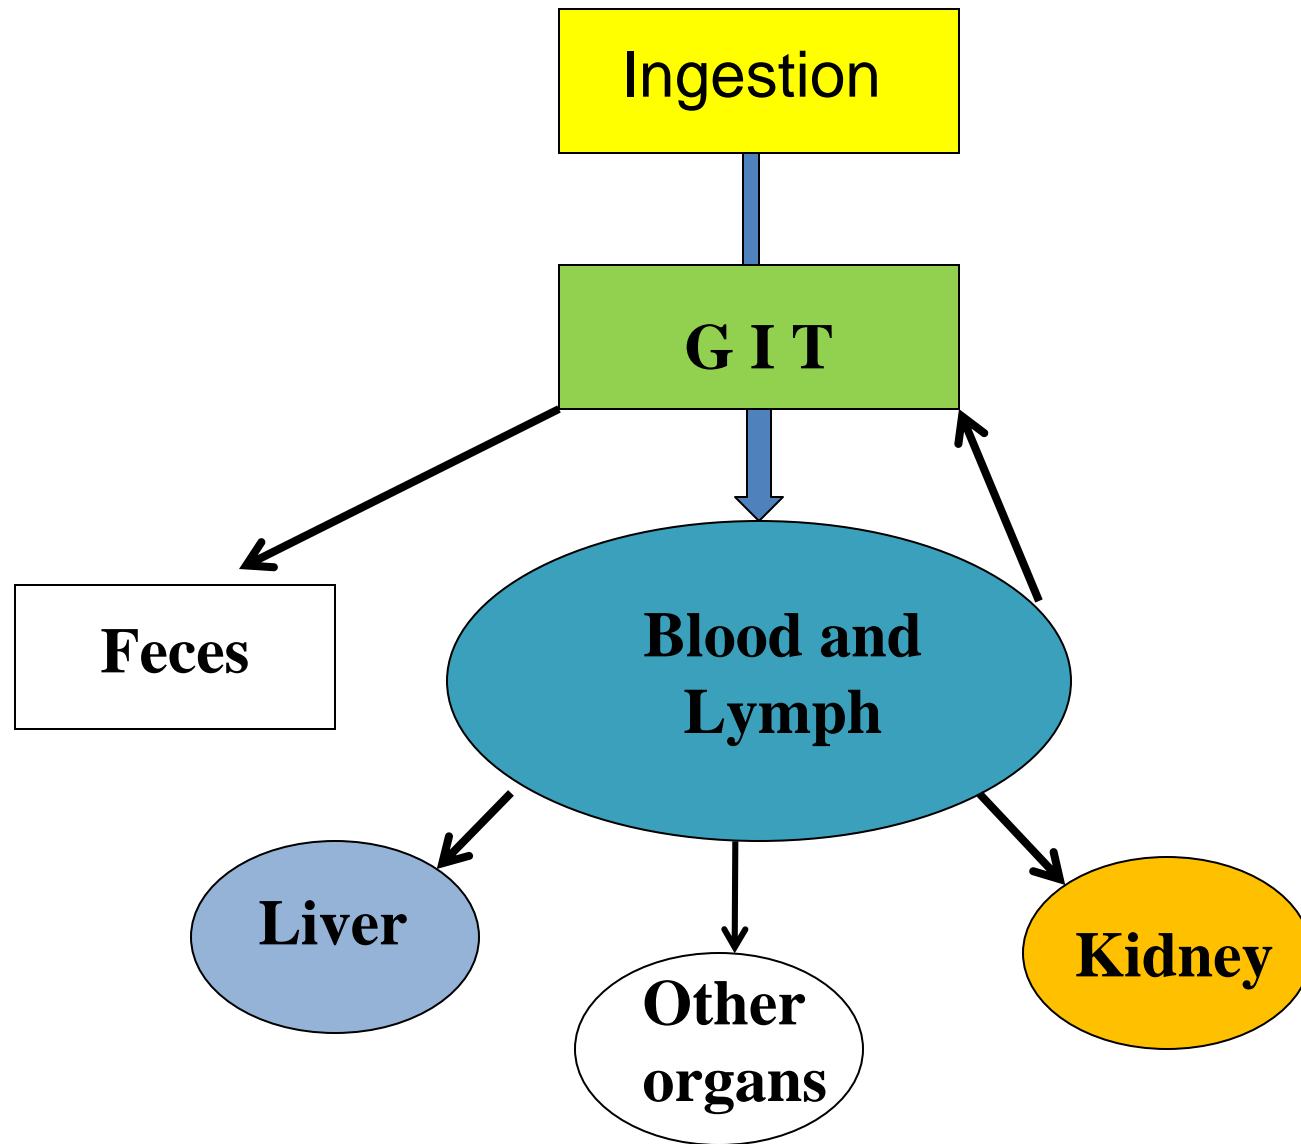 Ingestion
G I T
Feces
Blood and
Lymph
Liver
Kidney
Other
organs